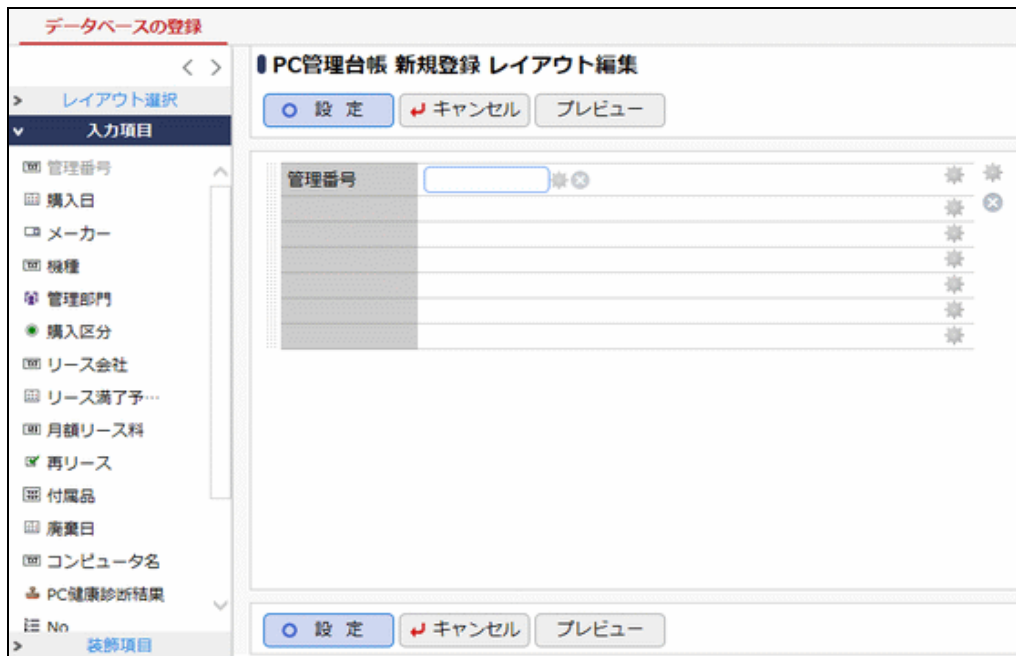 データベースの登録
レイアウト選択
入力項目
管理番号
購入日
メーカー
機種
管理部門
購入区分
リース会社
リース満了予…
月額リース料
再リース
付属品
廃棄日
コンピュータ名
PC健康診断結果
No
装飾項目
PC管理台帳 新規登録 レイアウト編集
設 定
キャンセル
プレビュー
管理番号
設 定
キャンセル
プレビュー